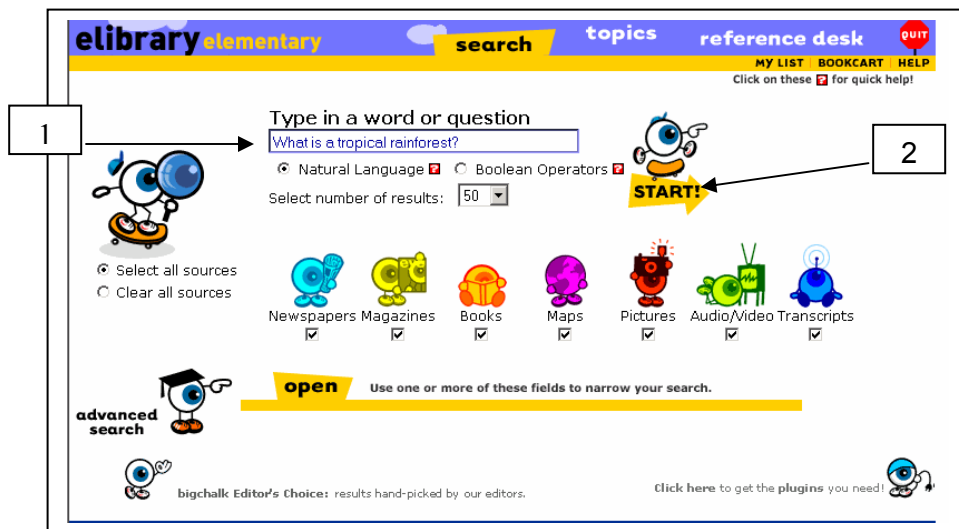 elibrary elementary
search
topics
reference desk
QUIT
MY LIST | BOOKCART | HELP
Click on these ? for quick help!
1
Type in a word or question
What is a tropical rainforest?
Natural Language ? Boolean Operators ?
Select number of results: 50
START!
2
Select all sources
Clear all sources
Newspapers Magazines Books Maps Pictures Audio/Video Transcripts
advanced search
open
Use one or more of these fields to narrow your search.
bigchalk Editor's Choice: results hand-picked by our editors.
Click here to get the plugins you need!